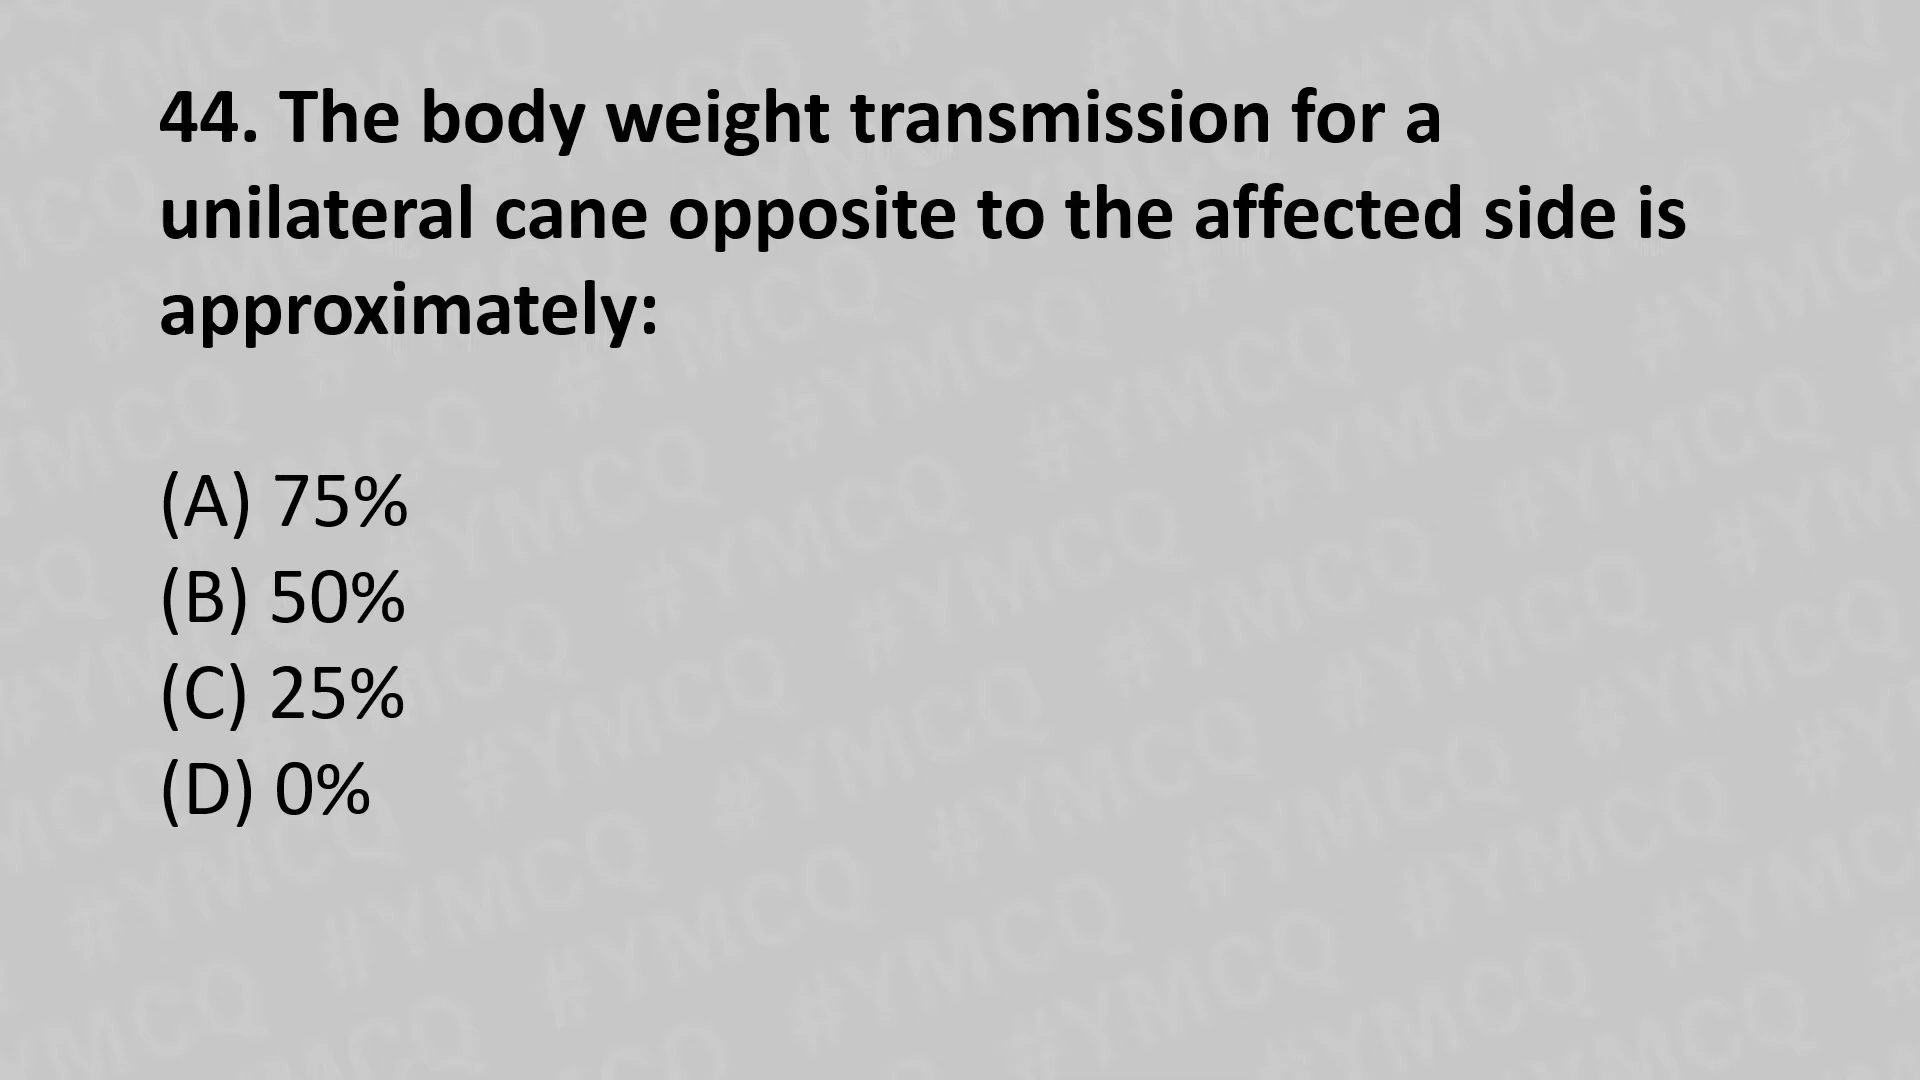 44. The body weight transmission for a
unilateral cane opposite to the affected side is
approximately:
(A) 75%
(B) 50%
(C) 25%
(D) 0%
#YMCQ